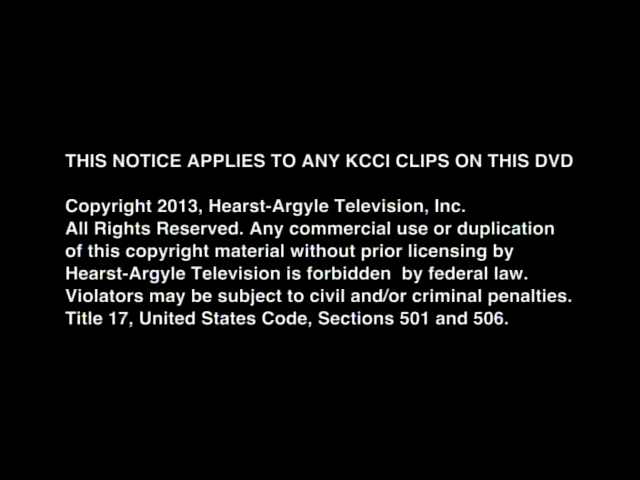 THIS NOTICE APPLIES TO ANY KCCI CLIPS ON THIS DVD
Copyright 2013, Hearst-Argyle Television, Inc.
All Rights Reserved. Any commercial use or duplication
of this copyright material without prior licensing by
Hearst-Argyle Television is forbidden  by federal law.
Violators may be subject to civil and/or criminal penalties.
Title 17, United States Code, Sections 501 and 506.